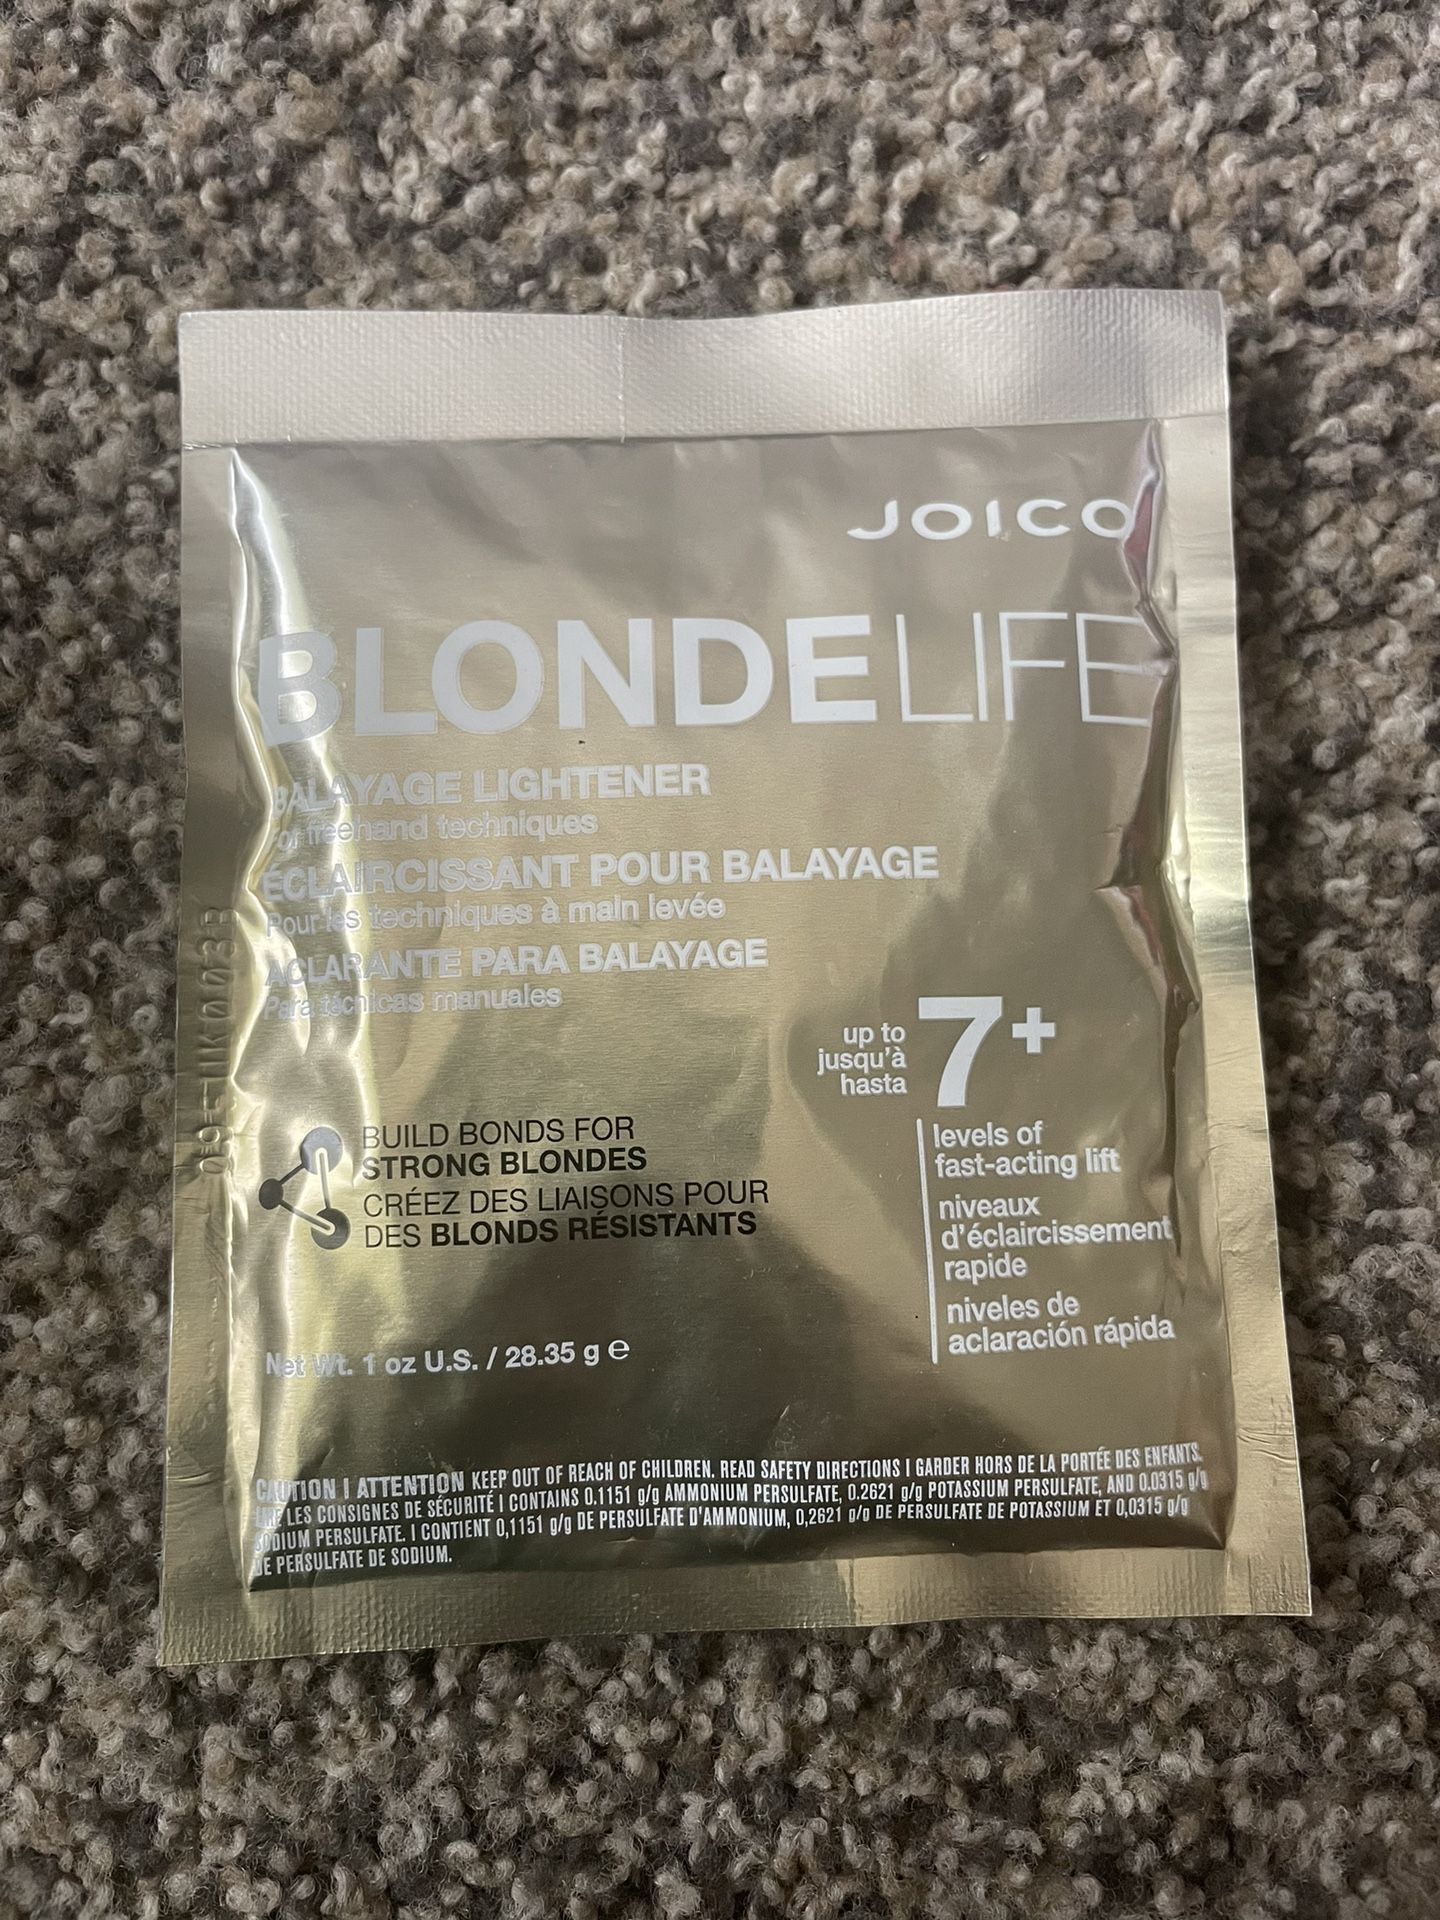 JOICO
BLONDELIFE
BALAYAGE LIGHTENER
For freehand techniques
ÉCLAIRCISSANT POUR BALAYAGE
Pour les techniques à main levée
ACLARANTE PARA BALAYAGE
Para técnicas manuales
up to
jusqu'à
hasta
7+
levels of
fast-acting lift
niveaux
d'éclaircissement
rapide
niveles de
aclaración rápida
BUILD BONDS FOR
STRONG BLONDES
CRÉEZ DES LIAISONS POUR
DES BLONDS RÉSISTANTS
Net Wt. 1 oz U.S. / 28.35 g e
CAUTION I ATTENTION KEEP OUT OF REACH OF CHILDREN. READ SAFETY DIRECTIONS I GARDER HORS DE LA PORTÉE DES ENFANTS.
LIRE LES CONSIGNES DE SÉCURITÉ I CONTAINS 0.1151 g/g AMMONIUM PERSULFATE, 0.2621 g/g POTASSIUM PERSULFATE, AND 0.0315 g/g
SODIUM PERSULFATE. I CONTIENT 0,1151 g/g DE PERSULFATE D'AMMONIUM, 0,2621 g/g DE PERSULFATE DE POTASSIUM ET 0,0315 g/g
DE PERSULFATE DE SODIUM.